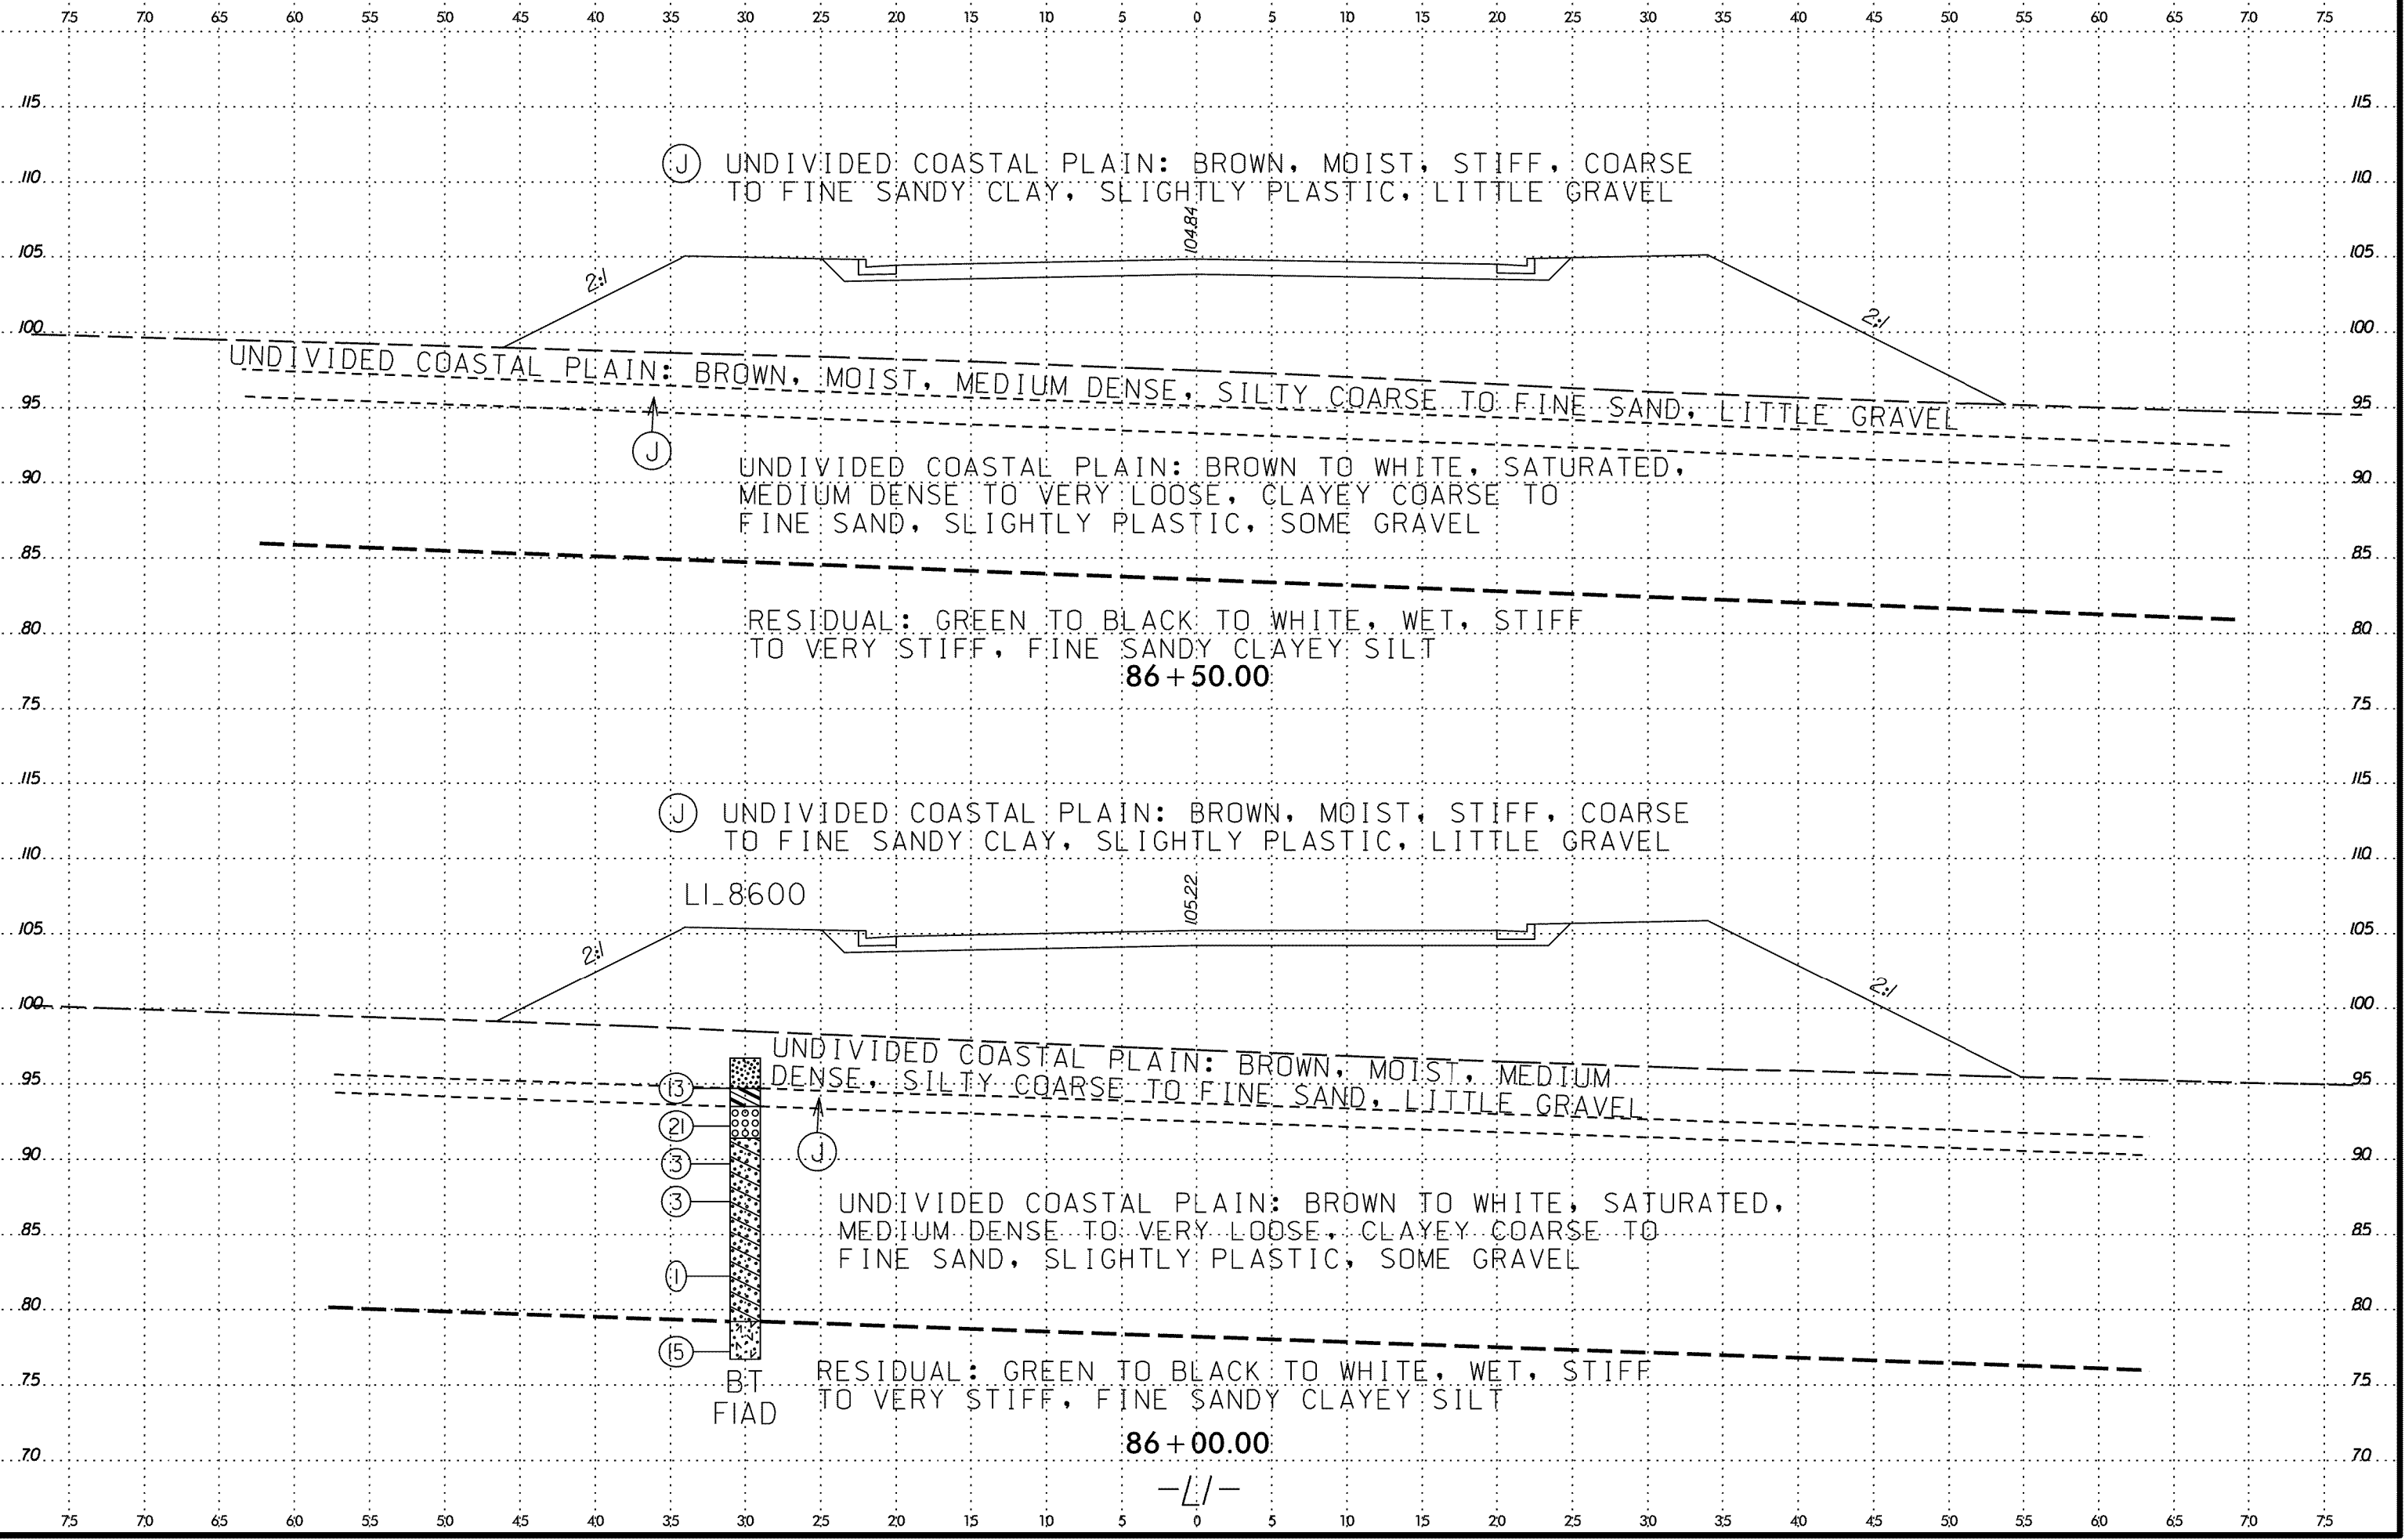 75 70 65 60 55 50 45 40 35 30 25 20 15 10 5 0 5 10 15 20 25 30 35 40 45 50 55 60 65 70 75
115 115
J UNDIVIDED COASTAL PLAIN: BROWN, MOIST, STIFF, COARSE
110 110
TO FINE SANDY CLAY, SLIGHTLY PLASTIC, LITTLE GRAVEL
104.84
105 105
2:1
2:1
100 100
UNDIVIDED COASTAL PLAIN: BROWN, MOIST, MEDIUM DENSE, SILTY COARSE TO FINE SAND, LITTLE GRAVEL
95 95
J
UNDIVIDED COASTAL PLAIN: BROWN TO WHITE, SATURATED,
90 90
MEDIUM DENSE TO VERY LOOSE, CLAYEY COARSE TO
FINE SAND, SLIGHTLY PLASTIC, SOME GRAVEL
85 85
RESIDUAL: GREEN TO BLACK TO WHITE, WET, STIFF
80 80
TO VERY STIFF, FINE SANDY CLAYEY SILT
86+50.00
75 75
115 115
J UNDIVIDED COASTAL PLAIN: BROWN, MOIST, STIFF, COARSE
TO FINE SANDY CLAY, SLIGHTLY PLASTIC, LITTLE GRAVEL
110 110
L1_8600
105.22
105 105
2:1
2:1
100 100
UNDIVIDED COASTAL PLAIN: BROWN, MOIST, MEDIUM
95 95
DENSE, SILTY COARSE TO FINE SAND, LITTLE GRAVEL
13
21
J
90 90
3
3
UNDIVIDED COASTAL PLAIN: BROWN TO WHITE, SATURATED,
85 85
MEDIUM DENSE TO VERY LOOSE, CLAYEY COARSE TO
FINE SAND, SLIGHTLY PLASTIC, SOME GRAVEL
1
80 80
15
RESIDUAL: GREEN TO BLACK TO WHITE, WET, STIFF
BT
75 75
TO VERY STIFF, FINE SANDY CLAYEY SILT
FIAD
86+00.00
70 70
-L1-
75 70 65 60 55 50 45 40 35 30 25 20 15 10 5 0 5 10 15 20 25 30 35 40 45 50 55 60 65 70 75